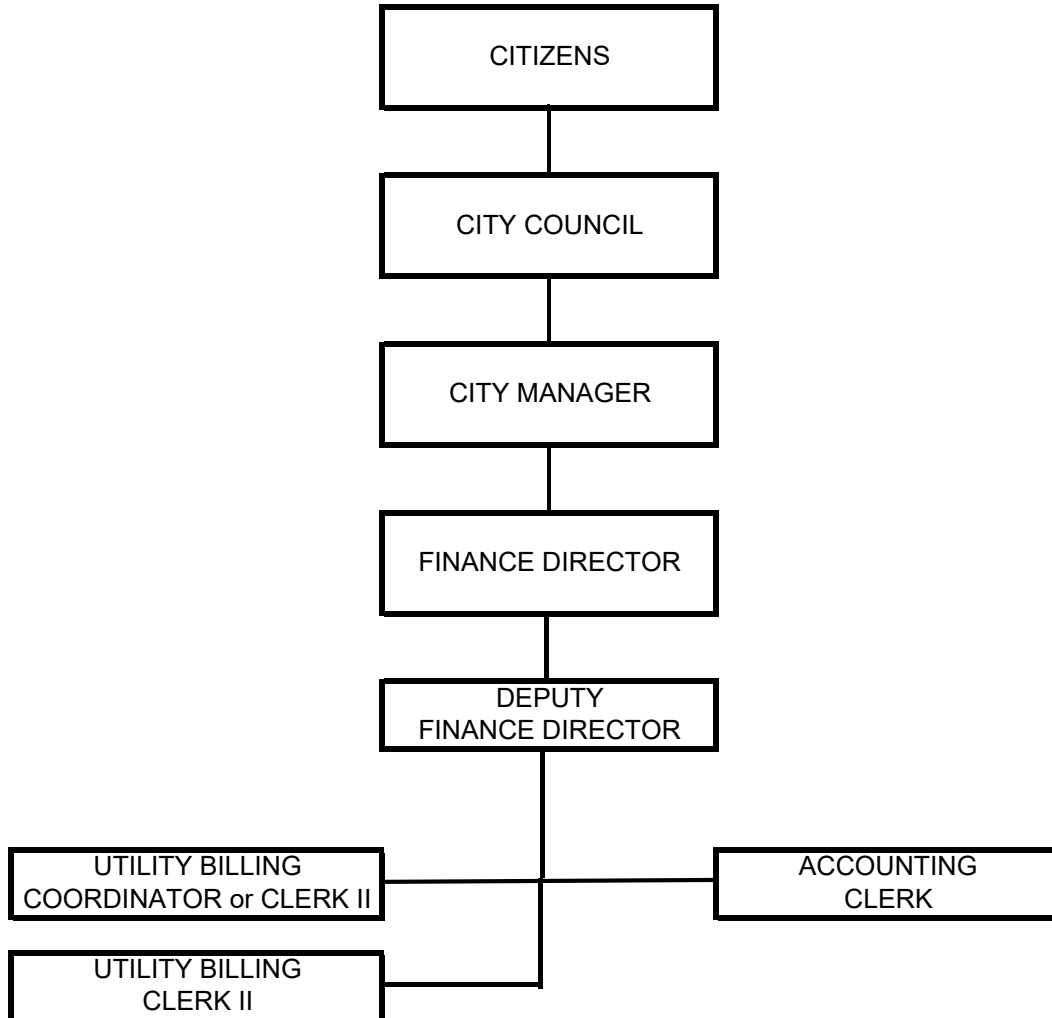 CITIZENS
CITY COUNCIL
CITY MANAGER
FINANCE DIRECTOR
DEPUTY
FINANCE DIRECTOR
UTILITY BILLING
COORDINATOR or CLERK II
ACCOUNTING
CLERK
UTILITY BILLING
CLERK II